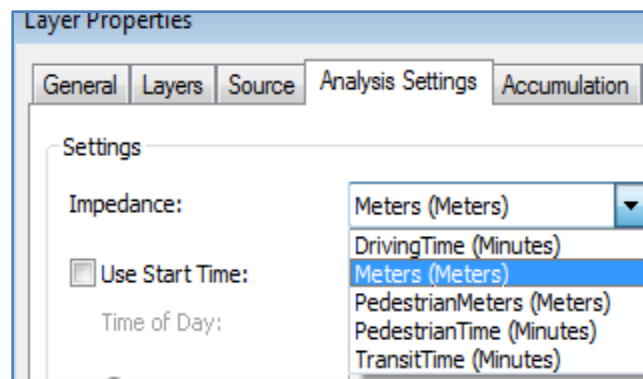 Layer Properties
General Layers Source Analysis Settings Accumulation
Settings
Impedance: Meters (Meters)
DrivingTime (Minutes)
Use Start Time: Meters (Meters)
PedestrianMeters (Meters)
Time of Day: PedestrianTime (Minutes)
TransitTime (Minutes)